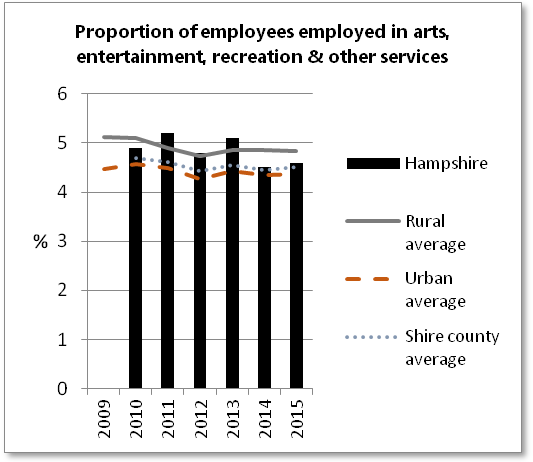 Proportion of employees employed in arts,
entertainment, recreation & other services
6
5
4
3
2
1
0
%
2009
2010
2011
2012
2013
2014
2015
Hampshire
Rural
average
Urban
average
Shire county
average